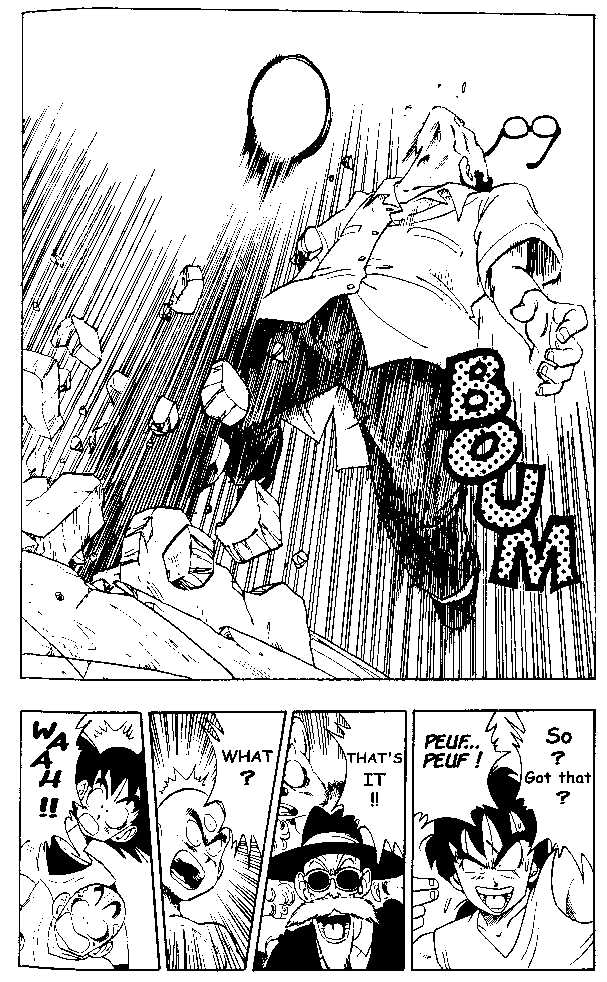 BOUM
WAAH!!
WHAT
?
THAT'S
IT
!!
PEUF...
PEUF!
So
?
Got that
?